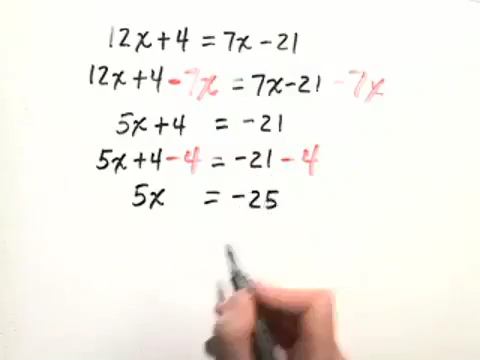 12x+4 = 7x-21
12x+4-7x = 7x-21-7x
5x+4 = -21
5x+4-4 = -21-4
5x = -25